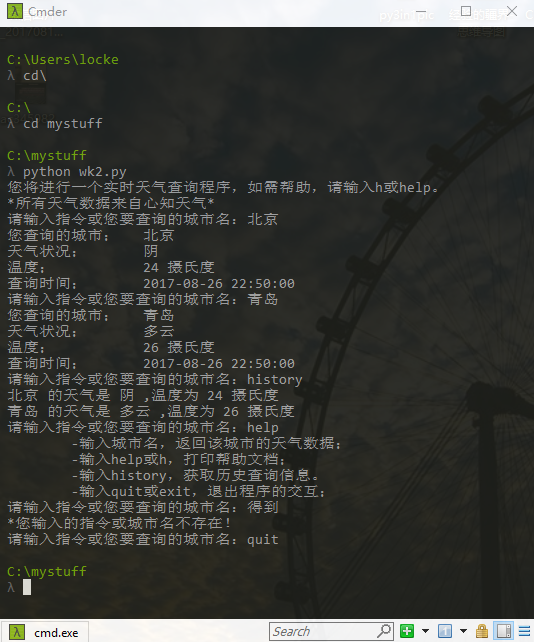 Cmder
C:\Users\locke
λ cd\
C:\
λ cd mystuff
C:\mystuff
λ python wk2.py
您将进行一个实时天气查询程序，如需帮助，请输入h或help。
*所有天气数据来自心知天气*
请输入指令或您要查询的城市名：北京
您查询的城市： 北京
天气状况： 阴
温度： 24 摄氏度
查询时间： 2017-08-26 22:50:00
请输入指令或您要查询的城市名：青岛
您查询的城市： 青岛
天气状况： 多云
温度： 26 摄氏度
查询时间： 2017-08-26 22:50:00
请输入指令或您要查询的城市名：history
北京 的天气是 阴 ,温度为 24 摄氏度
青岛 的天气是 多云 ,温度为 26 摄氏度
请输入指令或您要查询的城市名：help
-输入城市名，返回该城市的天气数据；
-输入help或h，打印帮助文档；
-输入history，获取历史查询信息。
-输入quit或exit，退出程序的交互；
请输入指令或您要查询的城市名：得到
*您输入的指令或城市名不存在！
请输入指令或您要查询的城市名：quit
C:\mystuff
λ
cmd.exe
Search